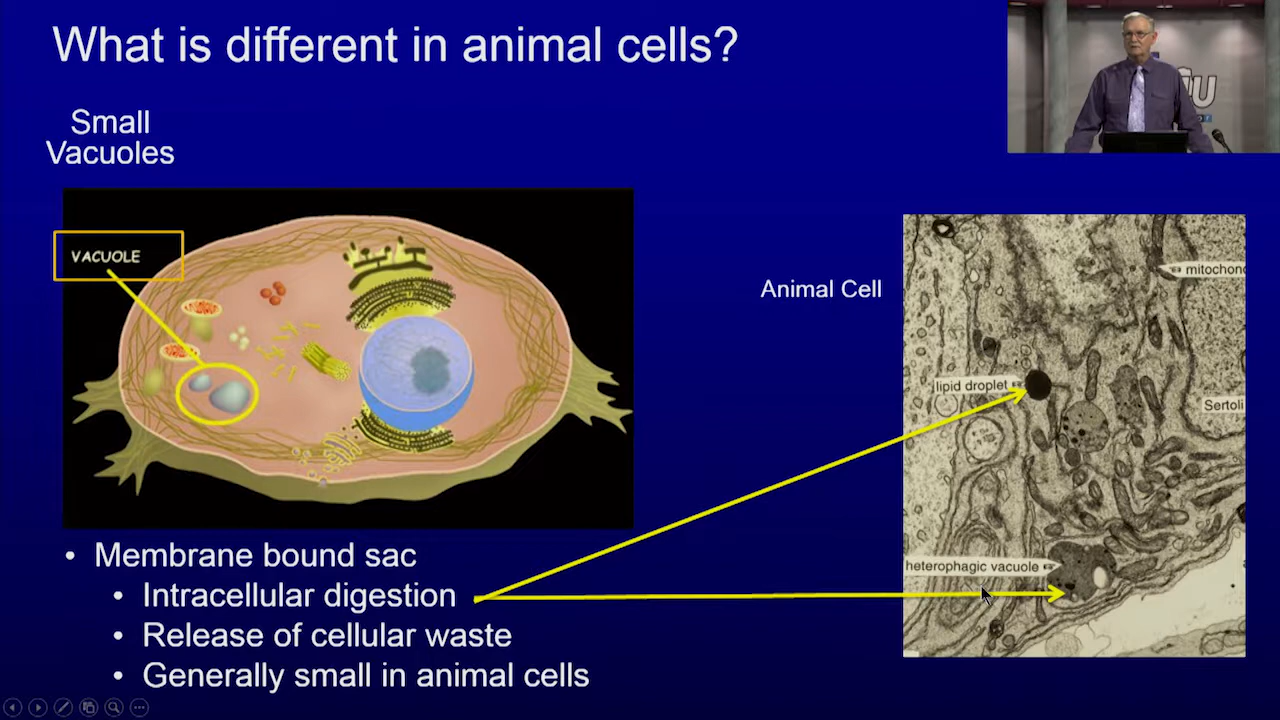 What is different in animal cells?
Small
Vacuoles
VACUOLE
Animal Cell
mitochond
lipid droplet
Sertoli
heterophagic vacuole
• Membrane bound sac
• Intracellular digestion
• Release of cellular waste
• Generally small in animal cells